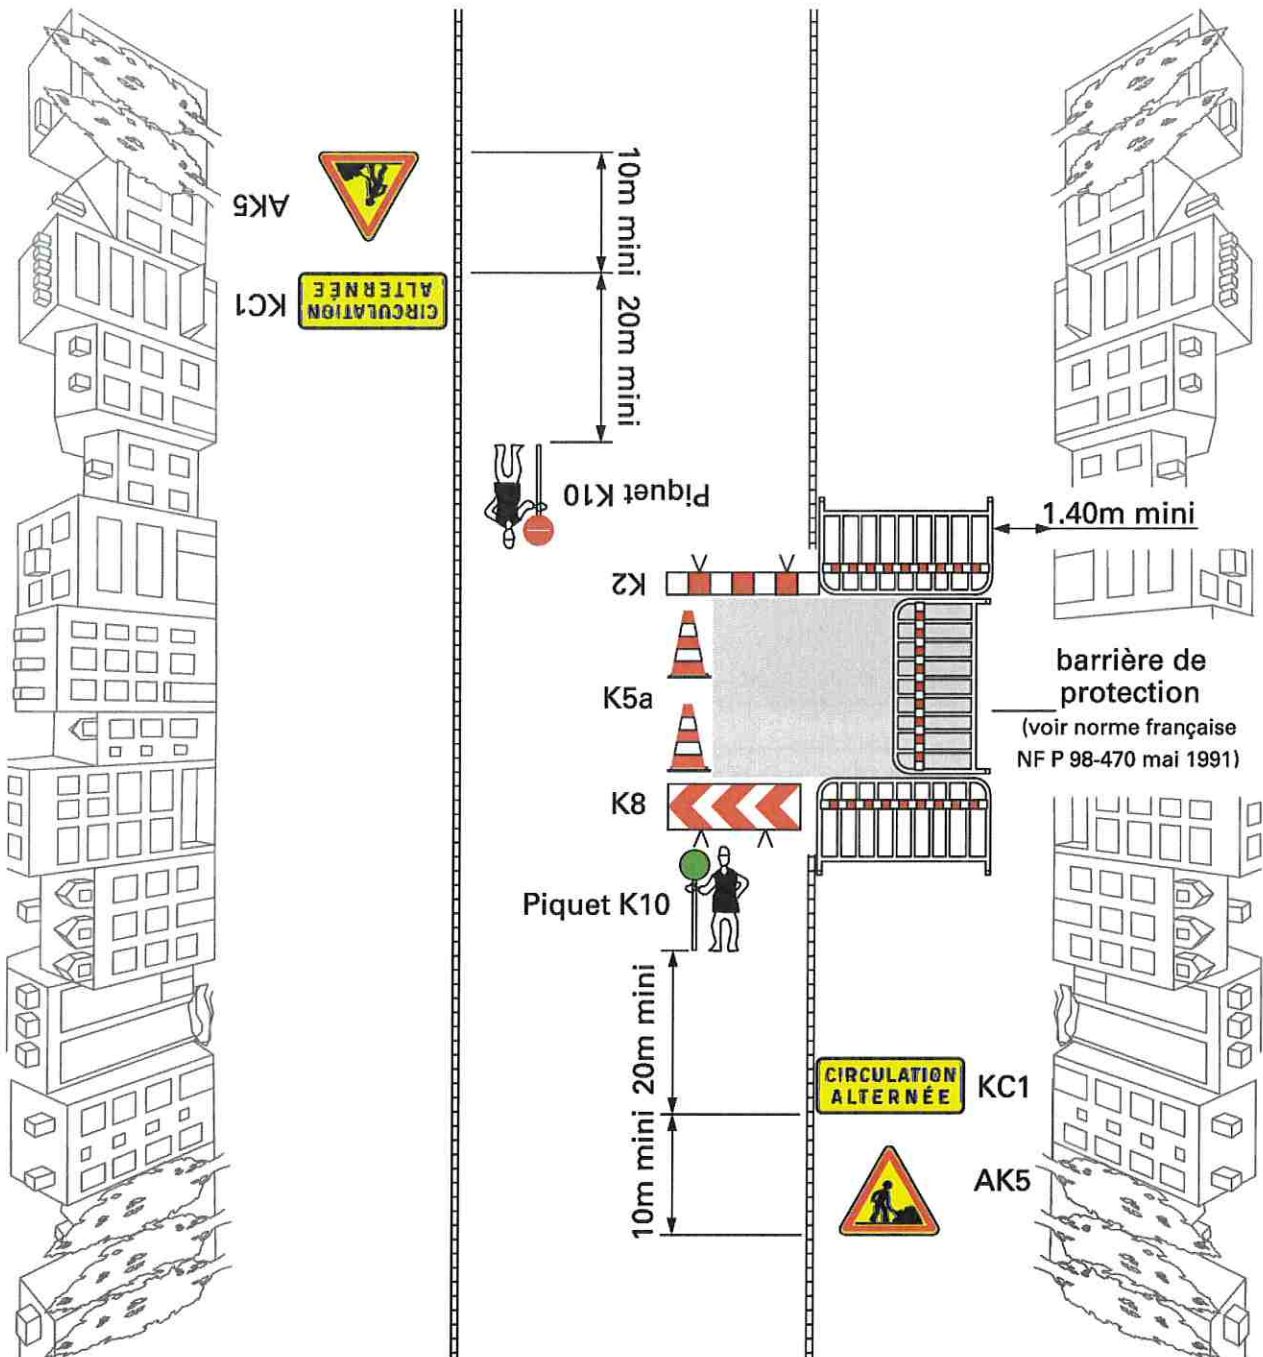 AK5
10m mini
KC1
CIRCULATION
ALTERNÉE
20m mini
Piquet K10
1.40m mini
K2
K5a
barrière de
protection
(voir norme française
NF P 98-470 mai 1991)
K8
Piquet K10
20m mini
CIRCULATION
ALTERNÉE
KC1
10m mini
AK5